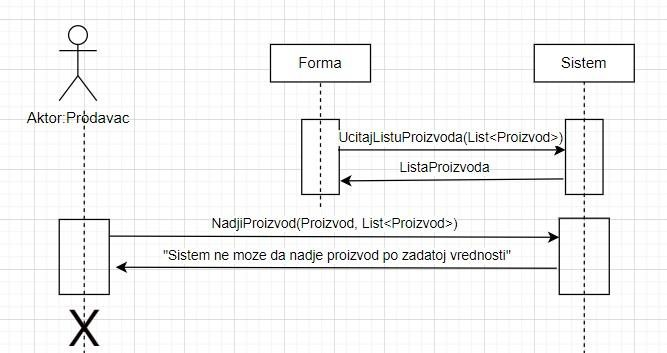 Forma
Sistem
Aktor:Prodavac
UcitajListuProizvoda(List<Proizvod>)
ListaProizvoda
NadjiProizvod(Proizvod, List<Proizvod>)
"Sistem ne moze da nadje proizvod po zadatoj vrednosti"
X